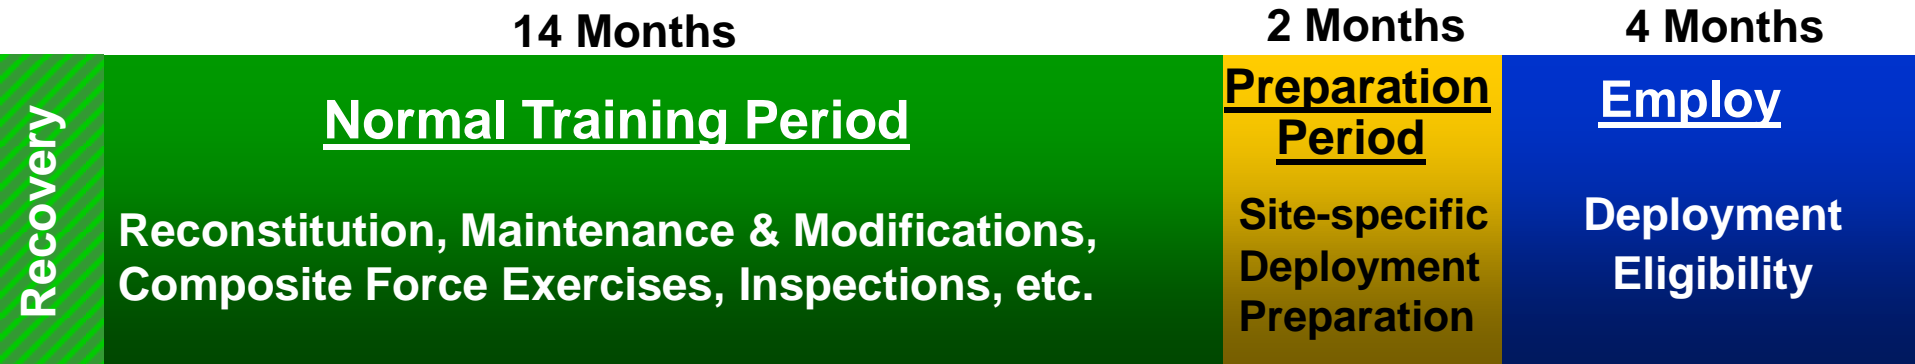 14 Months
2 Months
4 Months
Recovery
Normal Training Period
Reconstitution, Maintenance & Modifications,
Composite Force Exercises, Inspections, etc.
Preparation
Period
Site-specific
Deployment
Preparation
Employ
Deployment
Eligibility